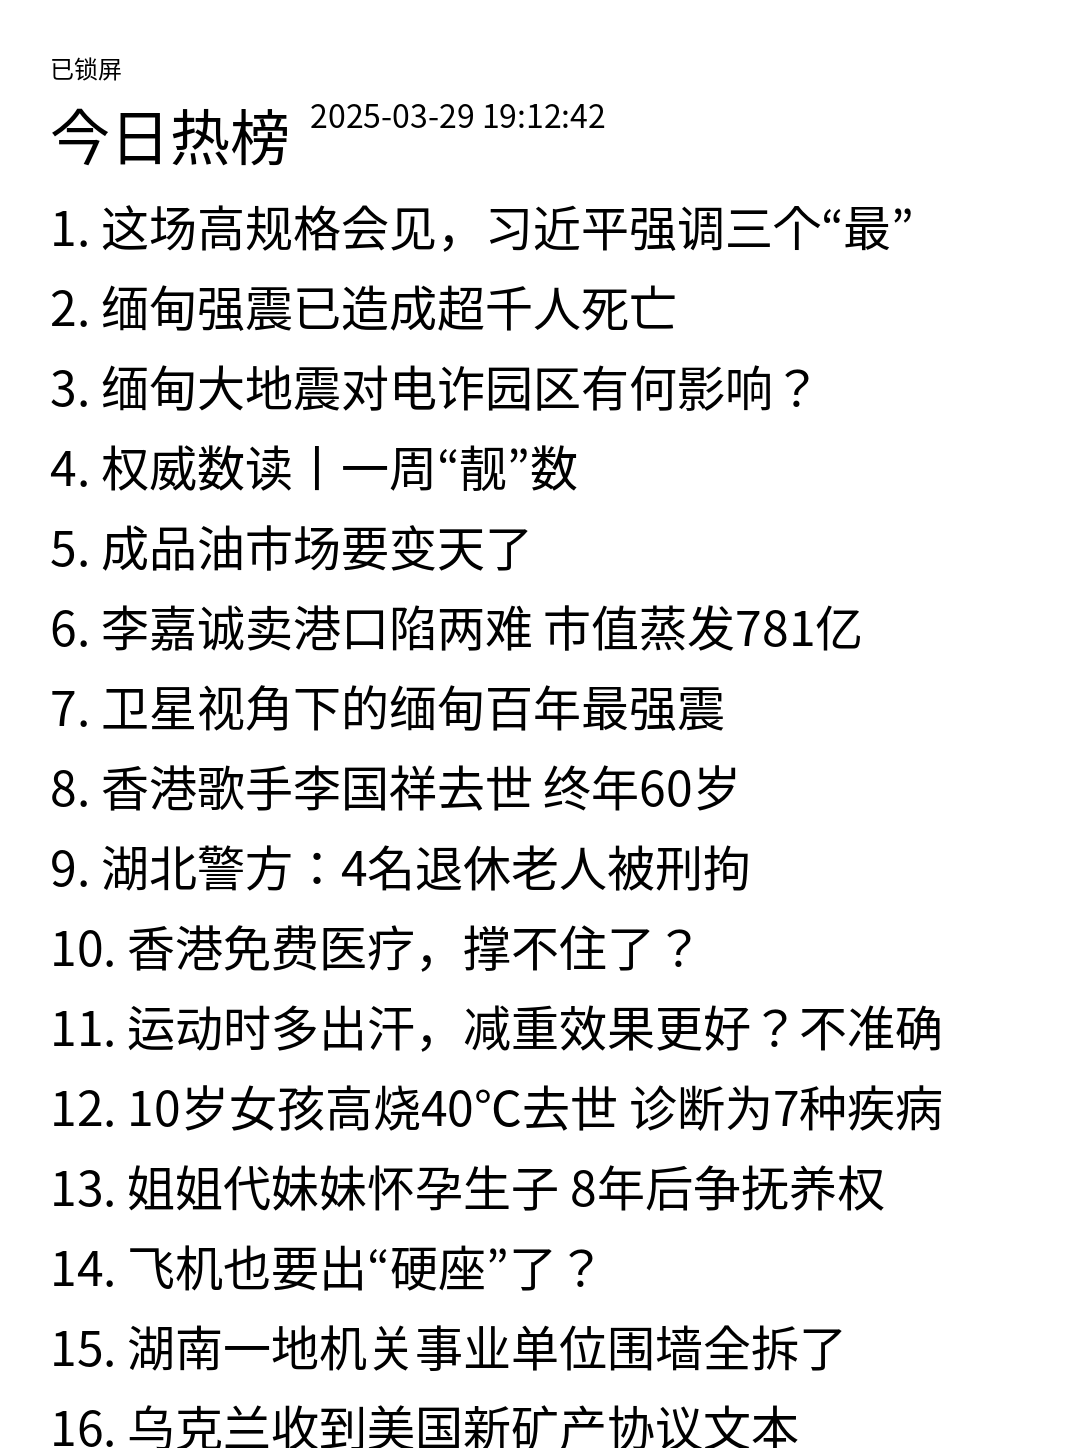 已锁屏
今日热榜 2025-03-29 19:12:42
1. 这场高规格会见，习近平强调三个“最”
2. 缅甸强震已造成超千人死亡
3. 缅甸大地震对电诈园区有何影响？
4. 权威数读丨一周“靓”数
5. 成品油市场要变天了
6. 李嘉诚卖港口陷两难 市值蒸发781亿
7. 卫星视角下的缅甸百年最强震
8. 香港歌手李国祥去世 终年60岁
9. 湖北警方：4名退休老人被刑拘
10. 香港免费医疗，撑不住了？
11. 运动时多出汗，减重效果更好？不准确
12. 10岁女孩高烧40℃去世 诊断为7种疾病
13. 姐姐代妹妹怀孕生子 8年后争抚养权
14. 飞机也要出“硬座”了？
15. 湖南一地机关事业单位围墙全拆了
16. 乌克兰收到美国新矿产协议文本